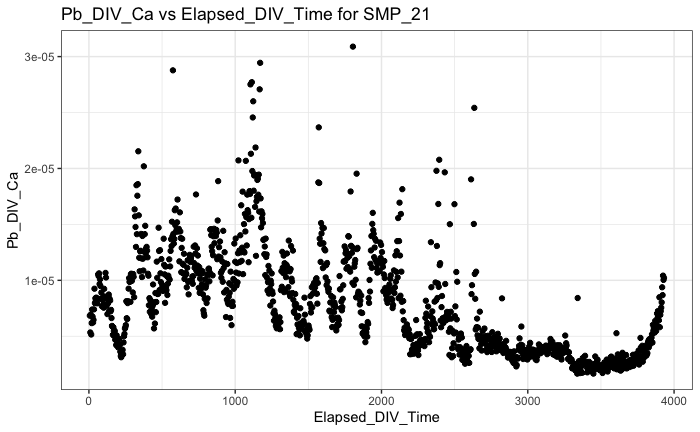 Pb_DIV_Ca vs Elapsed_DIV_Time for SMP_21
3e-05
2e-05
1e-05
Pb_DIV_Ca
0 1000 2000 3000 4000
Elapsed_DIV_Time